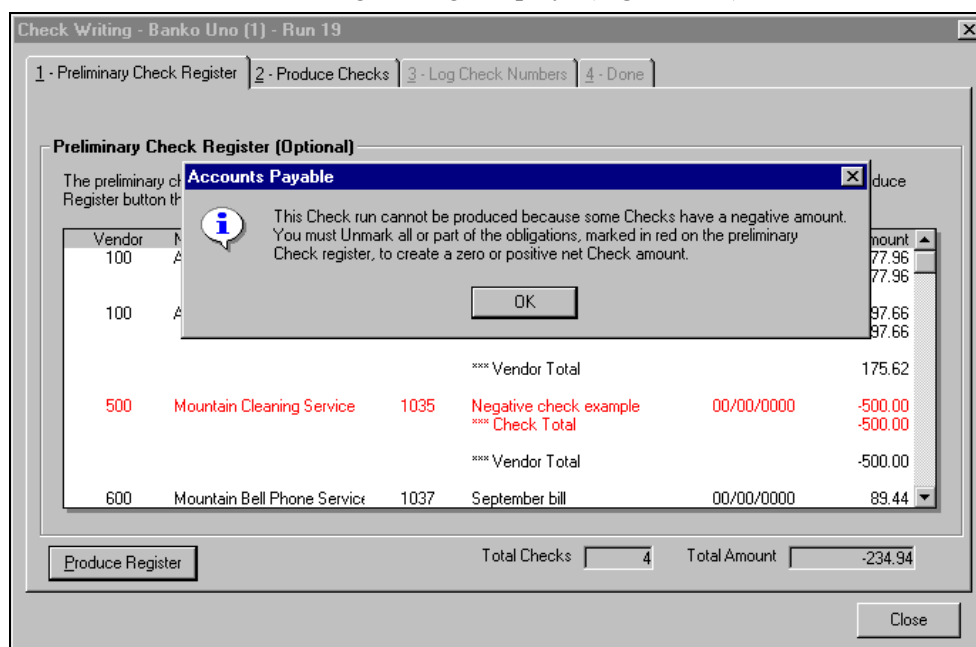 Check Writing - Banko Uno (1) - Run 19
1 - Preliminary Check Register 2 - Produce Checks 3 - Log Check Numbers 4 - Done
Preliminary Check Register (Optional)
The preliminary duce
Register button
Accounts Payable
This Check run cannot be produced because some Checks have a negative amount.
You must Unmark all or part of the obligations, marked in red on the preliminary
Check register, to create a zero or positive net Check amount.
OK
Vendor mount
100 77.96
77.96
100 97.66
97.66
*** Vendor Total 175.62
500 Mountain Cleaning Service 1035 Negative check example 00/00/0000 -500.00
*** Check Total -500.00
*** Vendor Total -500.00
600 Mountain Bell Phone Service 1037 September bill 00/00/0000 89.44
Produce Register Total Checks 4 Total Amount -234.94
Close